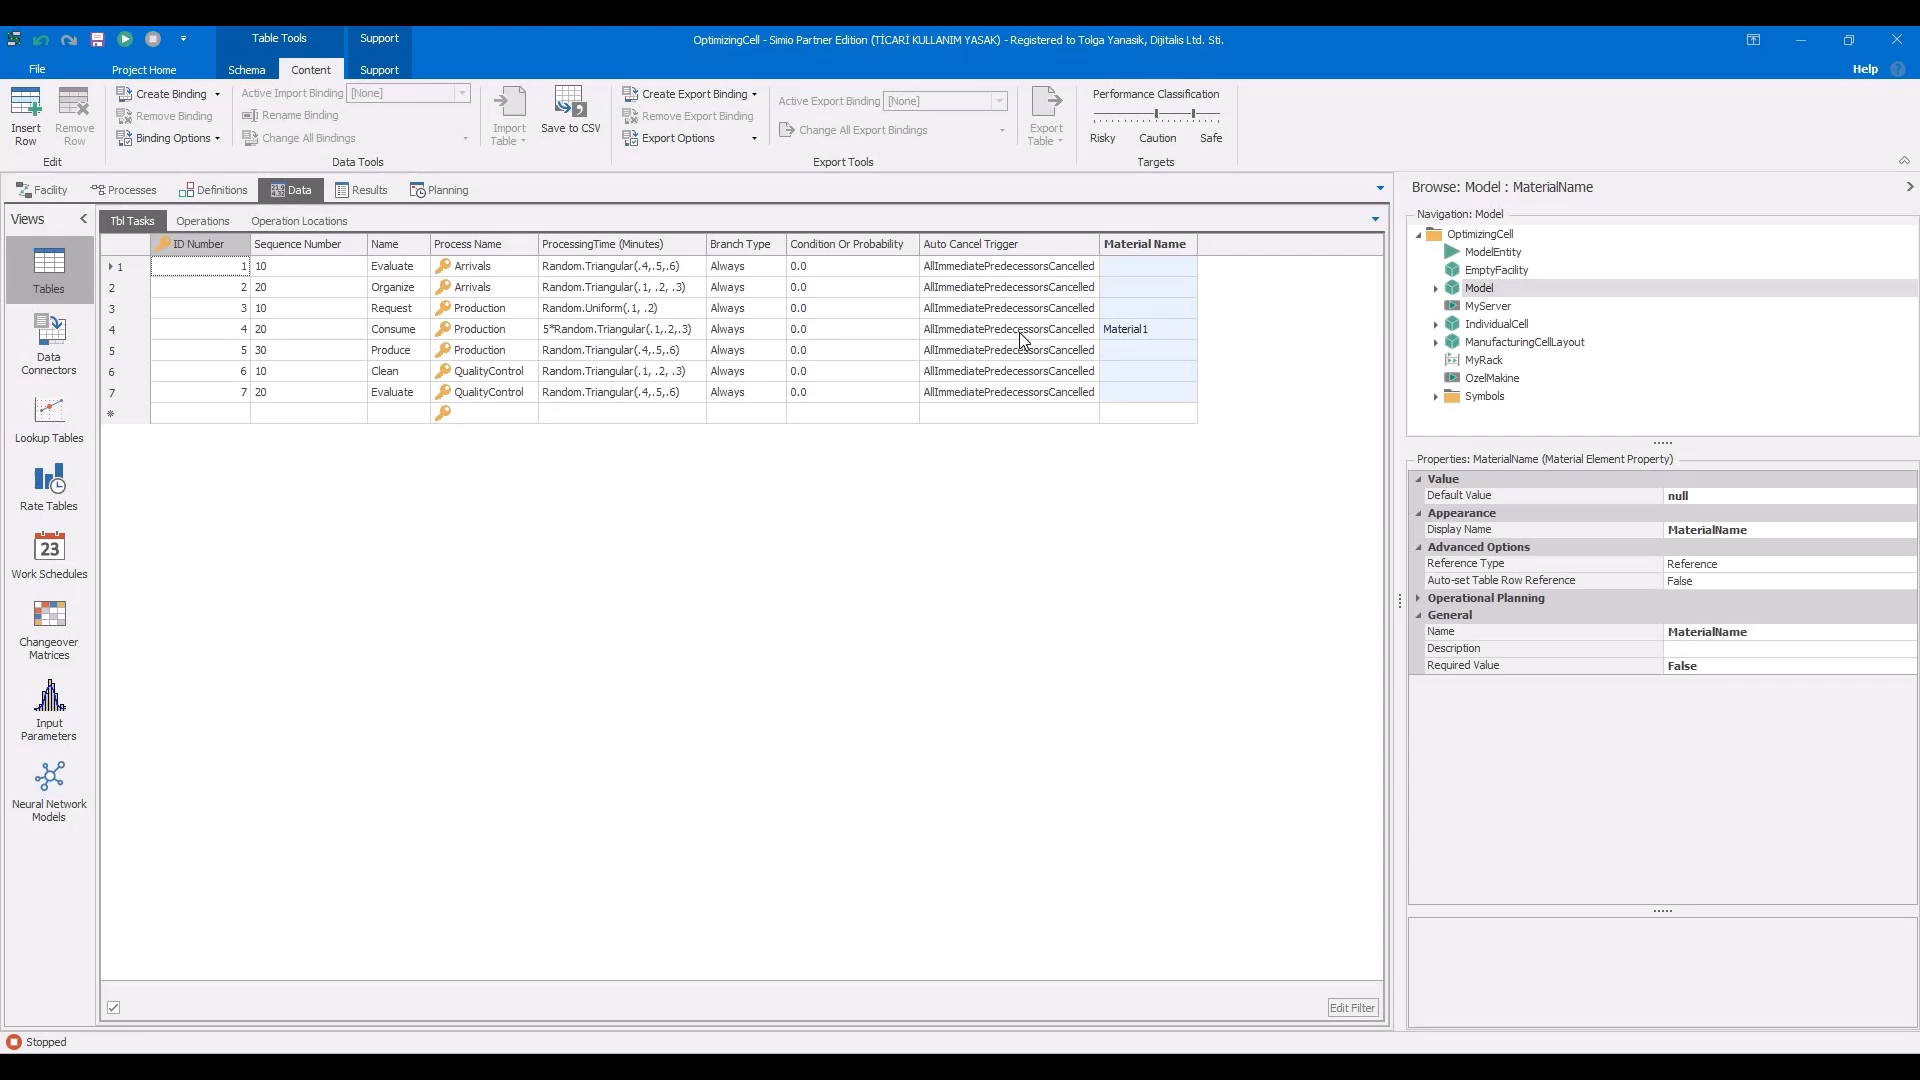 Table Tools
Support
OptimizingCell - Simio Partner Edition (TİCARİ KULLANIM YASAK) - Registered to Tolga Yanasik, Dijitalis Ltd. Sti.
File
Project Home
Schema
Content
Support
Help
Insert Row
Remove Row
Edit
Create Binding
Remove Binding
Binding Options
Active Import Binding [None]
Rename Binding
Change All Bindings
Import Table
Save to CSV
Data Tools
Create Export Binding
Remove Export Binding
Export Options
Active Export Binding [None]
Change All Export Bindings
Export Table
Export Tools
Performance Classification
Risky Caution Safe
Targets
Facility
Processes
Definitions
Data
Results
Planning
Views
Tables
Data Connectors
Lookup Tables
Rate Tables
23
Work Schedules
Changeover Matrices
Input Parameters
Neural Network Models
Tbl Tasks
Operations
Operation Locations
ID Number Sequence Number Name Process Name ProcessingTime (Minutes) Branch Type Condition Or Probability Auto Cancel Trigger Material Name
1 1 10 Evaluate Arrivals Random.Triangular(.4,.5,.6) Always 0.0 AllImmediatePredecessorsCancelled
2 2 20 Organize Arrivals Random.Triangular(.1, .2, .3) Always 0.0 AllImmediatePredecessorsCancelled
3 3 10 Request Production Random.Uniform(.1, .2) Always 0.0 AllImmediatePredecessorsCancelled
4 4 20 Consume Production 5*Random.Triangular(.1,.2,.3) Always 0.0 AllImmediatePredecessorsCancelled Material1
5 5 30 Produce Production Random.Triangular(.4,.5,.6) Always 0.0 AllImmediatePredecessorsCancelled
6 6 10 Clean QualityControl Random.Triangular(.1, .2, .3) Always 0.0 AllImmediatePredecessorsCancelled
7 7 20 Evaluate QualityControl Random.Triangular(.4,.5,.6) Always 0.0 AllImmediatePredecessorsCancelled
Edit Filter
Browse: Model : MaterialName
Navigation: Model
OptimizingCell
ModelEntity
EmptyFacility
Model
MyServer
IndividualCell
ManufacturingCellLayout
MyRack
OzelMakine
Symbols
Properties: MaterialName (Material Element Property)
Value
Default Value null
Appearance
Display Name MaterialName
Advanced Options
Reference Type Reference
Auto-set Table Row Reference False
Operational Planning
General
Name MaterialName
Description
Required Value False
Stopped